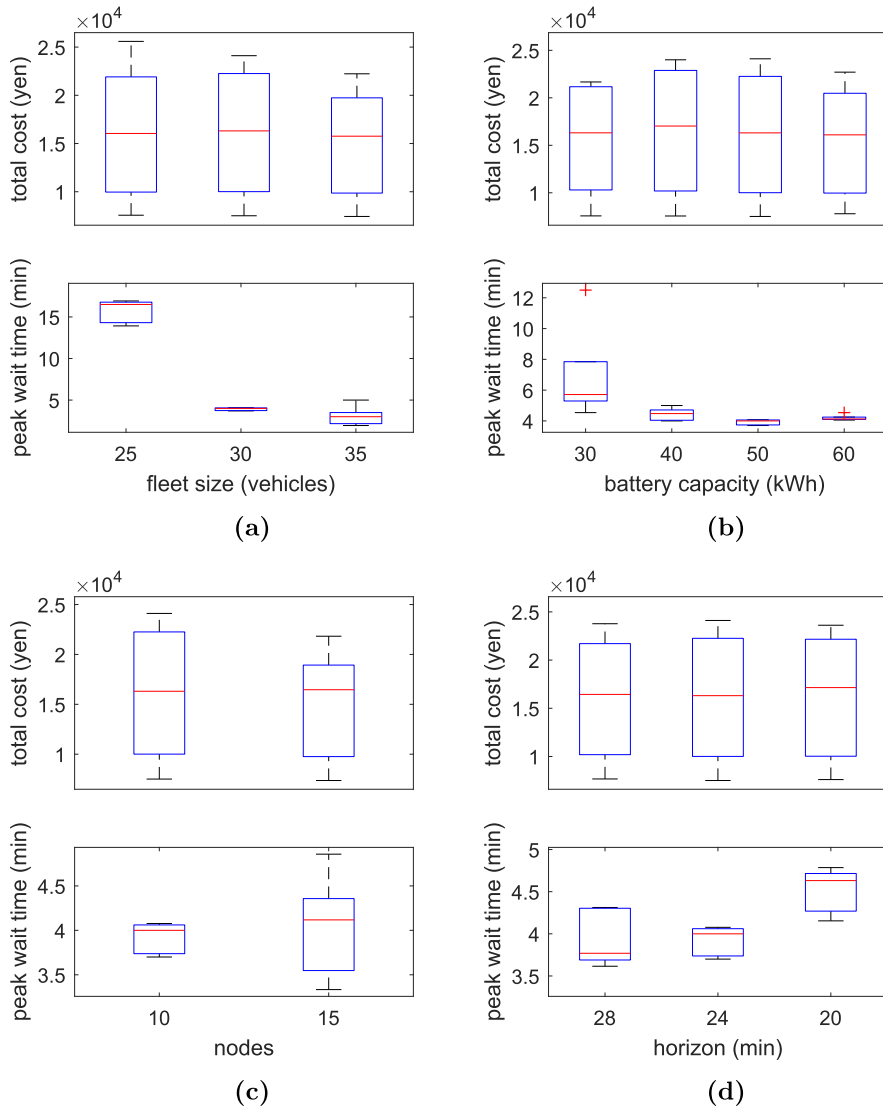 ×10⁴
2.5
2
1.5
1
total cost (yen)
15
10
5
peak wait time (min)
25 30 35
fleet size (vehicles)
(a)
×10⁴
2.5
2
1.5
1
total cost (yen)
12
10
8
6
4
peak wait time (min)
30 40 50 60
battery capacity (kWh)
(b)
×10⁴
2.5
2
1.5
1
total cost (yen)
4.5
4
3.5
peak wait time (min)
10 15
nodes
(c)
×10⁴
2.5
2
1.5
1
total cost (yen)
5
4.5
4
3.5
peak wait time (min)
28 24 20
horizon (min)
(d)